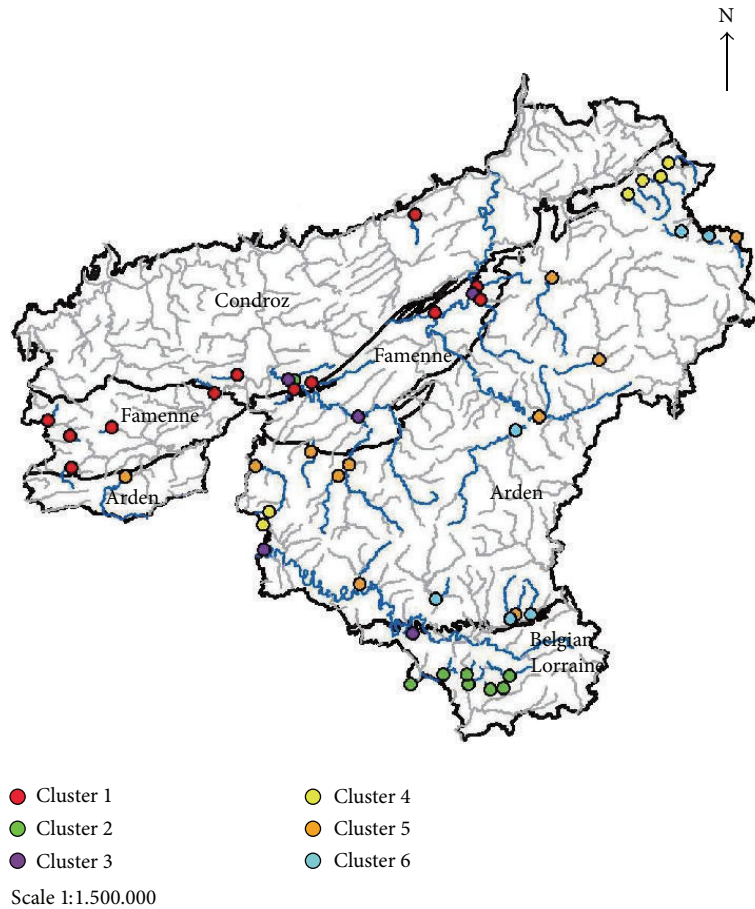 N
Condroz
Famenne
Famenne
Arden
Arden
Belgian
Lorraine
Cluster 1
Cluster 2
Cluster 3
Cluster 4
Cluster 5
Cluster 6
Scale 1:1.500.000